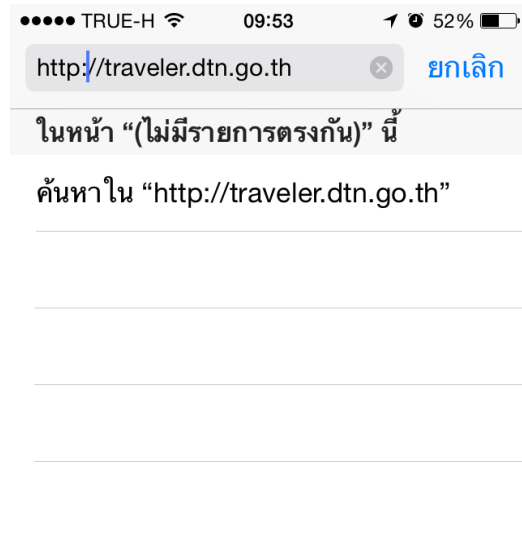 ●●●●● TRUE-H 09:53 52%
http://traveler.dtn.go.th ยกเลิก
ในหน้า “(ไม่มีรายการตรงกัน)” นี้
ค้นหาใน “http://traveler.dtn.go.th”